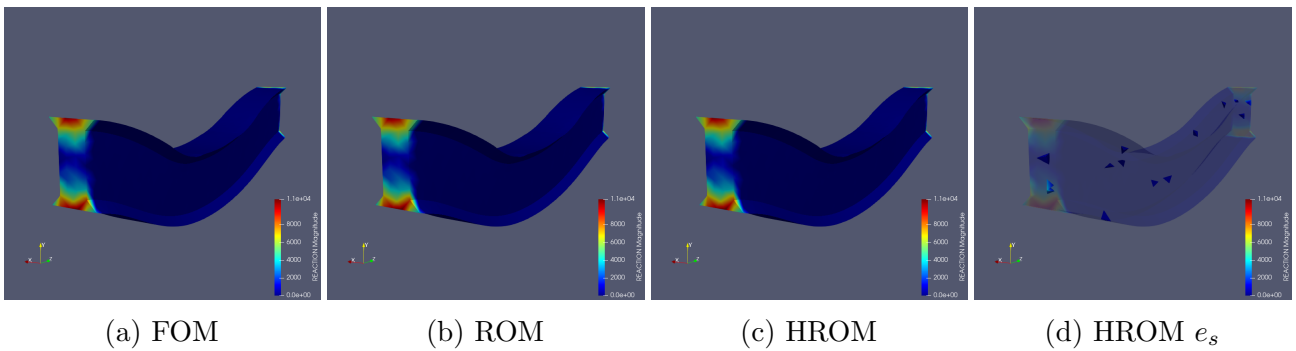 1.1e+04
8000
6000
4000
2000
0.0e+00
REACTION Magnitude
Y
X
Z
1.1e+04
8000
6000
4000
2000
0.0e+00
REACTION Magnitude
Y
X
Z
1.1e+04
8000
6000
4000
2000
0.0e+00
REACTION Magnitude
Y
X
Z
1.1e+04
8000
6000
4000
2000
0.0e+00
REACTION Magnitude
Y
X
Z
(a) FOM
(b) ROM
(c) HROM
(d) HROM e_s